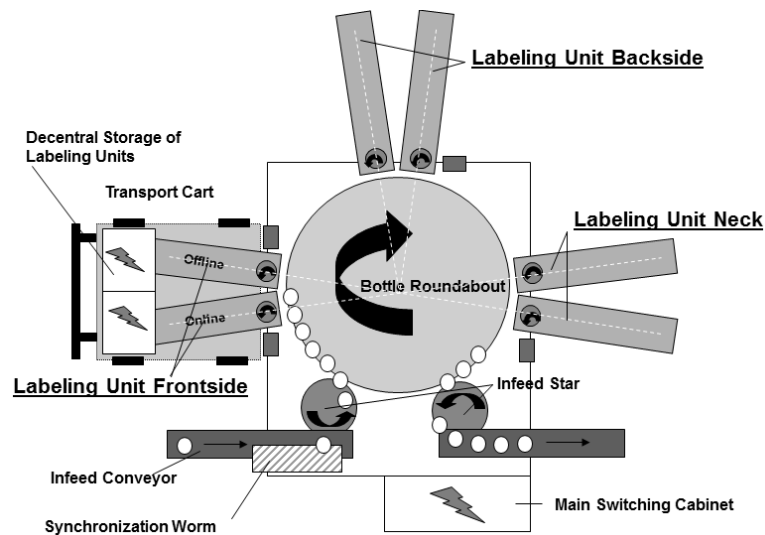 Labeling Unit Backside
Decentral Storage of
Labeling Units
Transport Cart
Labeling Unit Neck
Offline
Bottle Roundabout
Online
Labeling Unit Frontside
Infeed Star
Infeed Conveyor
Main Switching Cabinet
Synchronization Worm